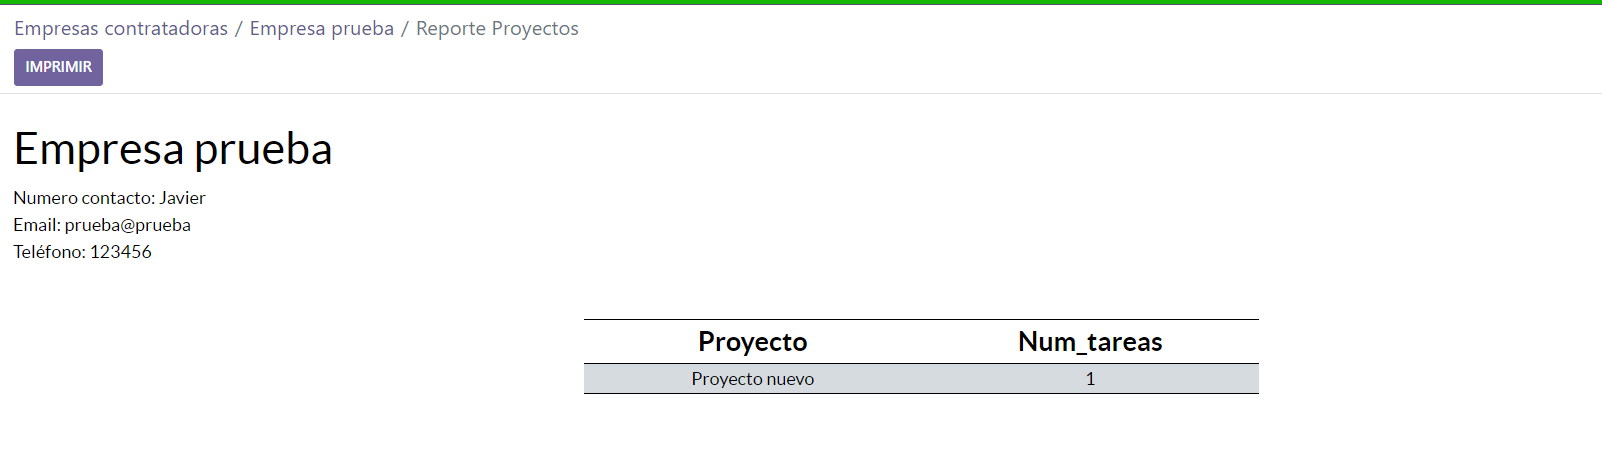 Empresas contratadoras / Empresa prueba / Reporte Proyectos
IMPRIMIR
Empresa prueba
Numero contacto: Javier
Email: prueba@prueba
Teléfono: 123456
Proyecto Num_tareas
Proyecto nuevo 1